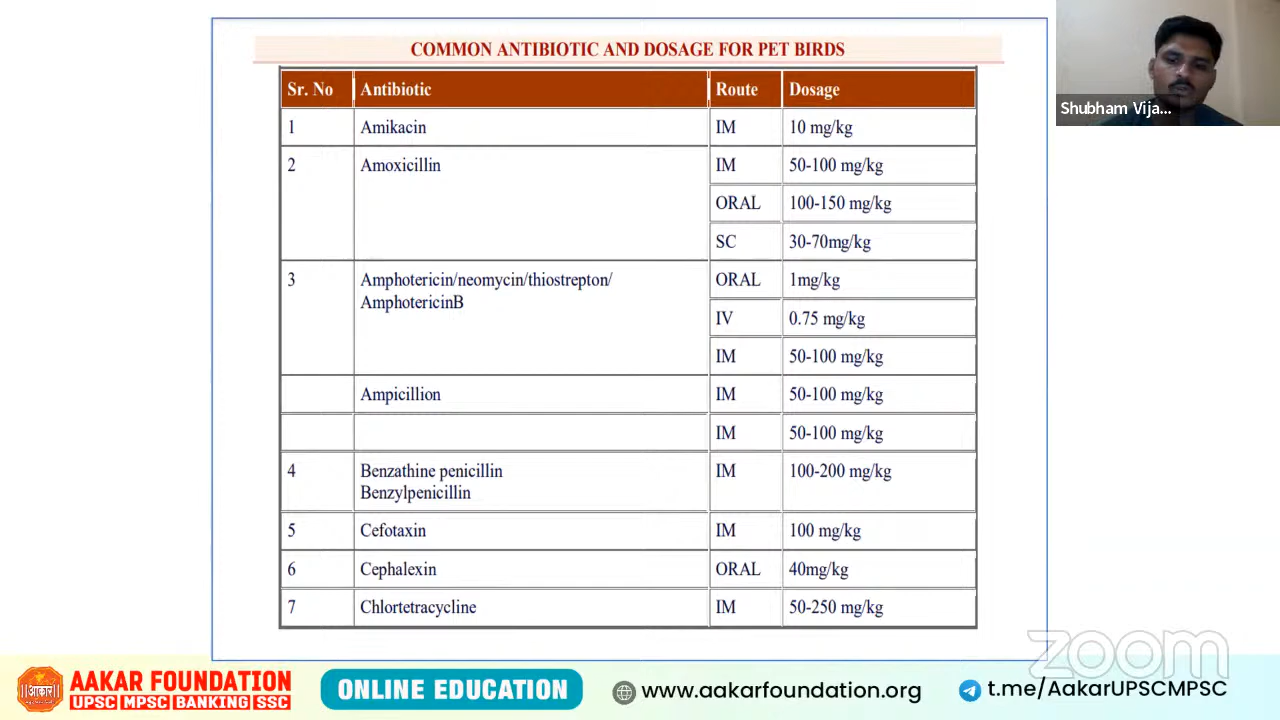 COMMON ANTIBIOTIC AND DOSAGE FOR PET BIRDS
Sr. No Antibiotic Route Dosage
1 Amikacin IM 10 mg/kg
2 Amoxicillin IM 50-100 mg/kg
ORAL 100-150 mg/kg
SC 30-70mg/kg
3 Amphotericin/neomycin/thiostrepton/ ORAL 1mg/kg
AmphotericinB
IV 0.75 mg/kg
IM 50-100 mg/kg
Ampicillion IM 50-100 mg/kg
IM 50-100 mg/kg
4 Benzathine penicillin IM 100-200 mg/kg
Benzylpenicillin
5 Cefotaxin IM 100 mg/kg
6 Cephalexin ORAL 40mg/kg
7 Chlortetracycline IM 50-250 mg/kg
Shubham Vija...
zoom
आकार
AAKAR FOUNDATION
UPSC MPSC BANKING SSC
ONLINE EDUCATION
www.aakarfoundation.org
t.me/AakarUPSCMPSC